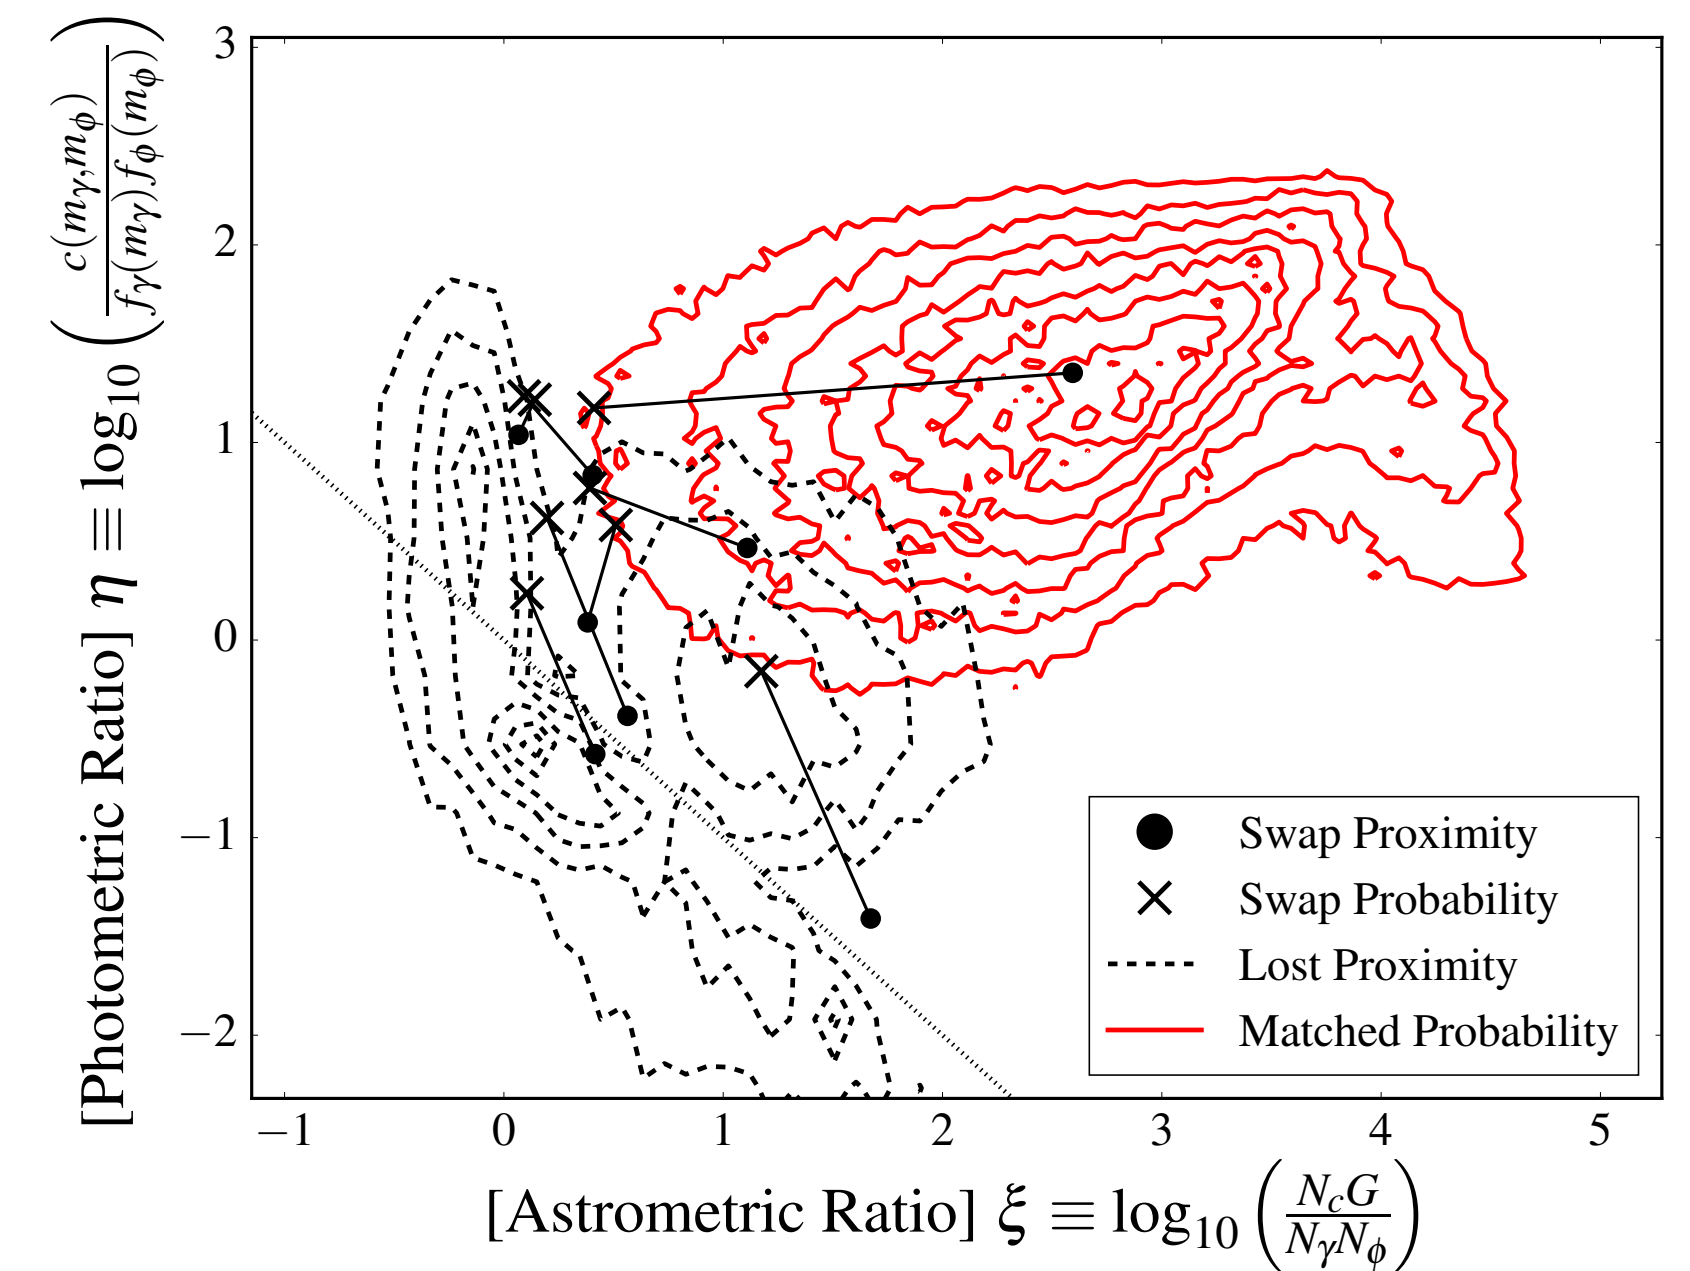 [Photometric Ratio] η ≡ log10 ( c(mγ,mϕ) / fγ(mγ)fϕ(mϕ) )
3
2
1
0
−1
−2
Swap Proximity
Swap Probability
Lost Proximity
Matched Probability
−1 0 1 2 3 4 5
[Astrometric Ratio] ξ ≡ log10 ( NcG / NγNϕ )